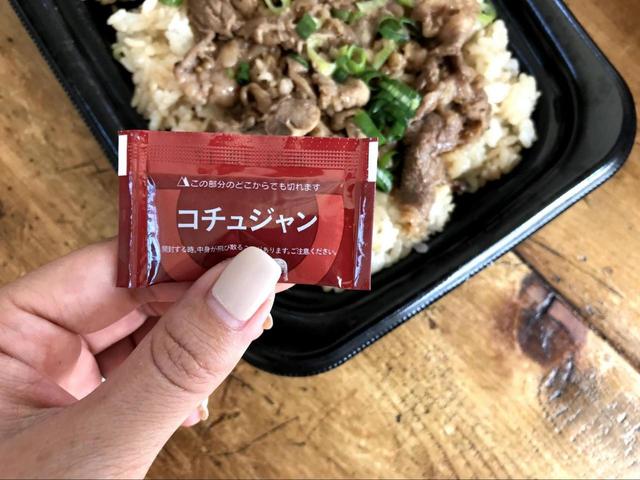 この部分のどこからでも切れます
コチュジャン
開封する時、中身が飛び散る あります。ご注意ください。